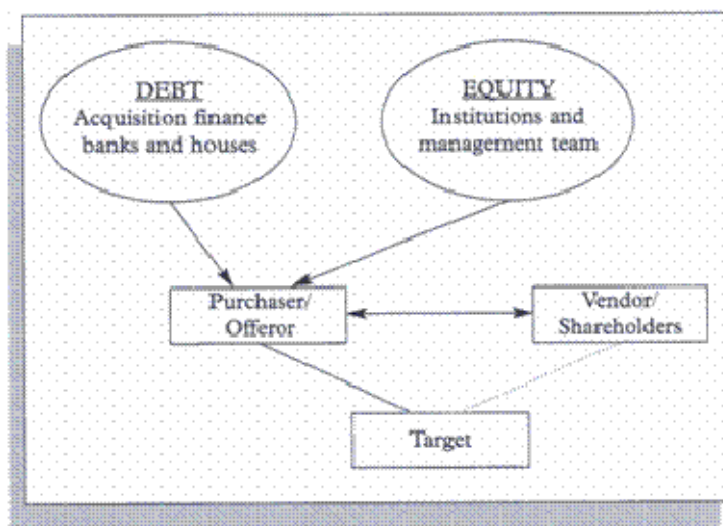 DEBT
Acquisition finance
banks and houses
EQUITY
Institutions and
management team
Purchaser/
Offeror
Vendor/
Shareholders
Target